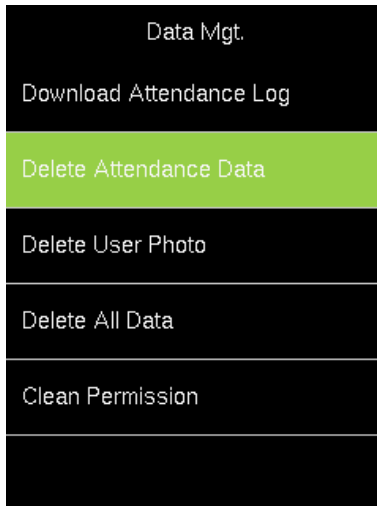 Data Mgt.
Download Attendance Log
Delete Attendance Data
Delete User Photo
Delete All Data
Clean Permission